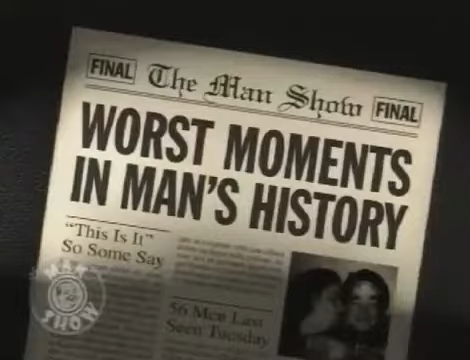 FINAL The Man Show FINAL
WORST MOMENTS
IN MAN'S HISTORY
"This Is It"
So Some Say
56 Men Last
Seen Tuesday
MAN
SHOW